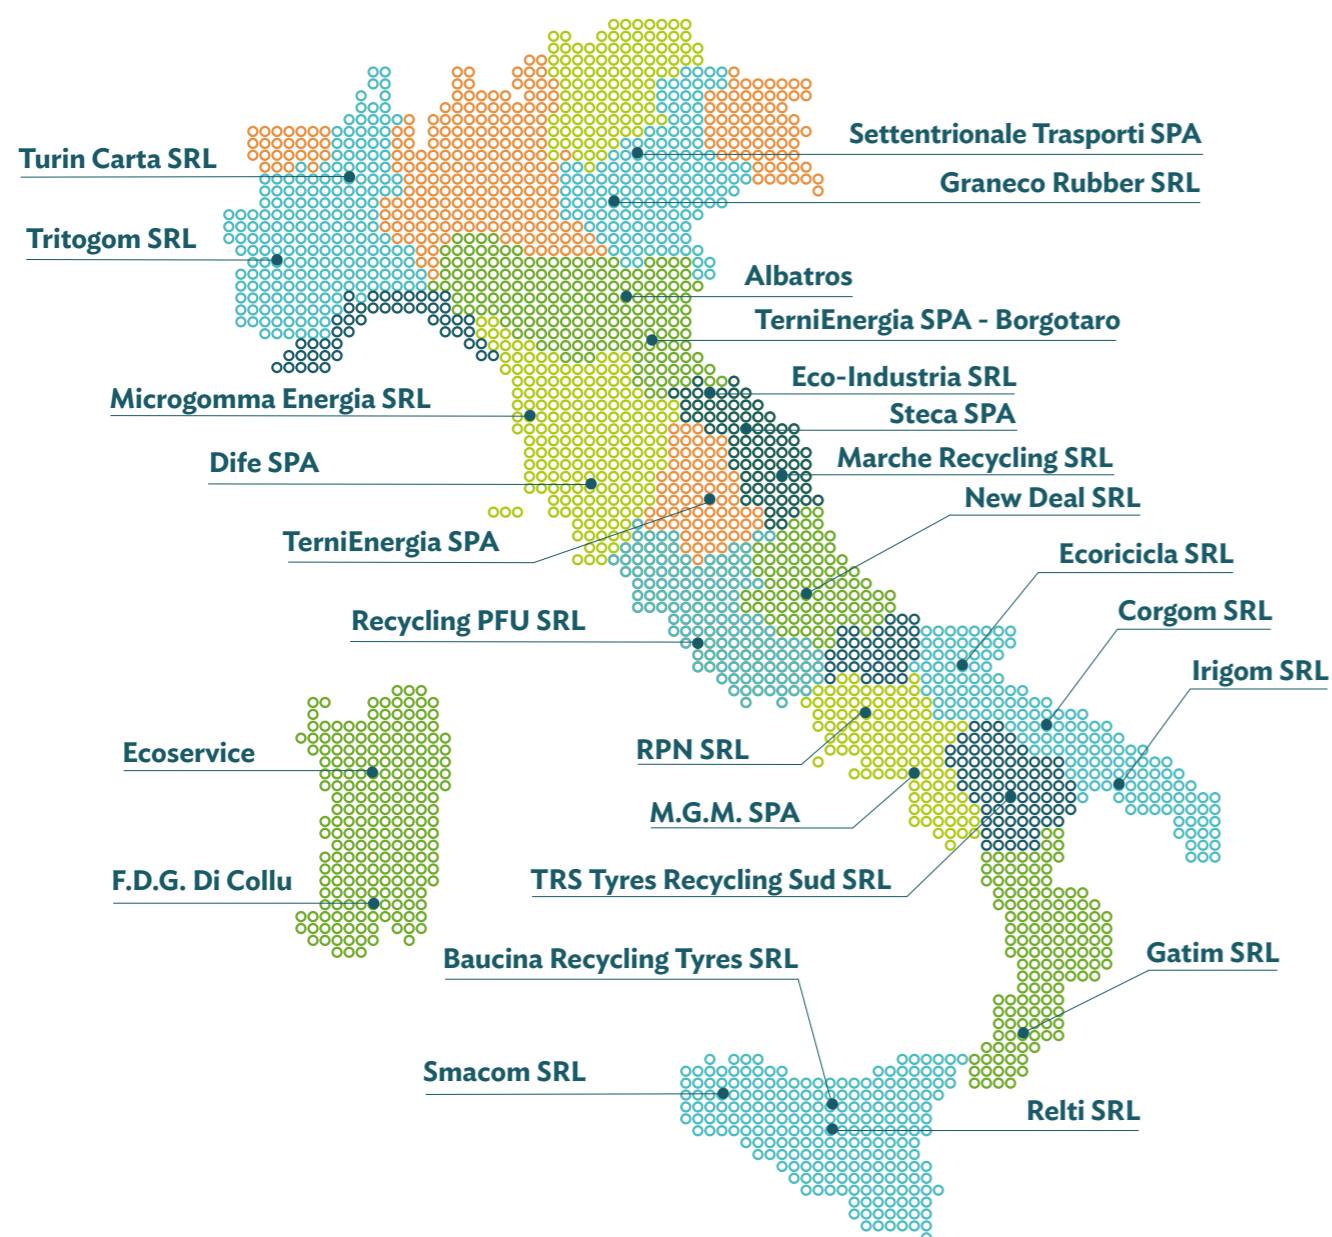 Settentrionale Trasporti SPA
Turin Carta SRL
Graneco Rubber SRL
Tritogom SRL
Albatros
TerniEnergia SPA - Borgotaro
Eco-Industria SRL
Microgomma Energia SRL
Steca SPA
Marche Recycling SRL
Dife SPA
New Deal SRL
TerniEnergia SPA
Ecoricicla SRL
Corgom SRL
Recycling PFU SRL
Irigom SRL
RPN SRL
Ecoservice
M.G.M. SPA
TRS Tyres Recycling Sud SRL
F.D.G. Di Collu
Gatim SRL
Baucina Recycling Tyres SRL
Smacom SRL
Relti SRL